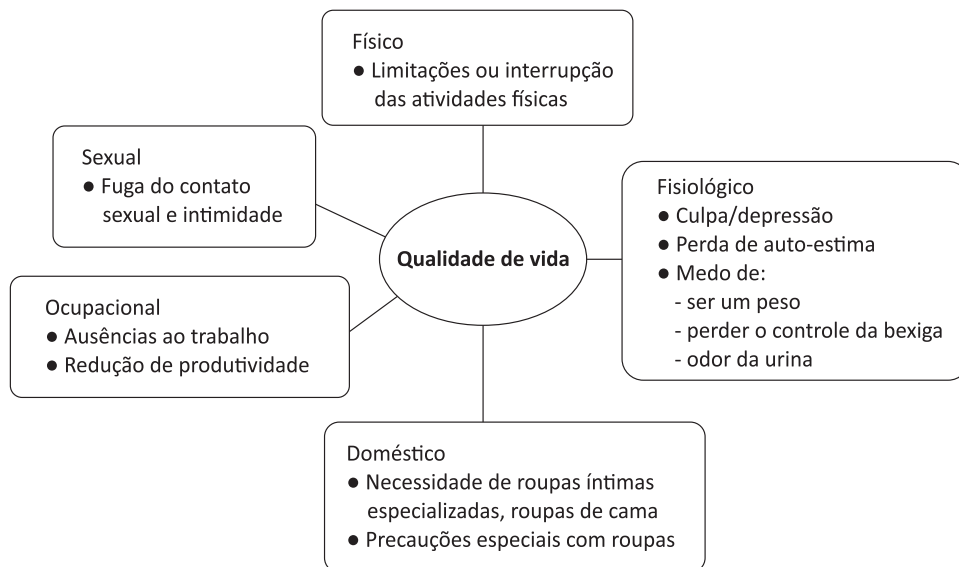 Físico
● Limitações ou interrupção
das atividades físicas
Sexual
● Fuga do contato
sexual e intimidade
Fisiológico
● Culpa/depressão
● Perda de auto-estima
● Medo de:
- ser um peso
- perder o controle da bexiga
- odor da urina
Qualidade de vida
Ocupacional
● Ausências ao trabalho
● Redução de produtividade
Doméstico
● Necessidade de roupas íntimas
especializadas, roupas de cama
● Precauções especiais com roupas